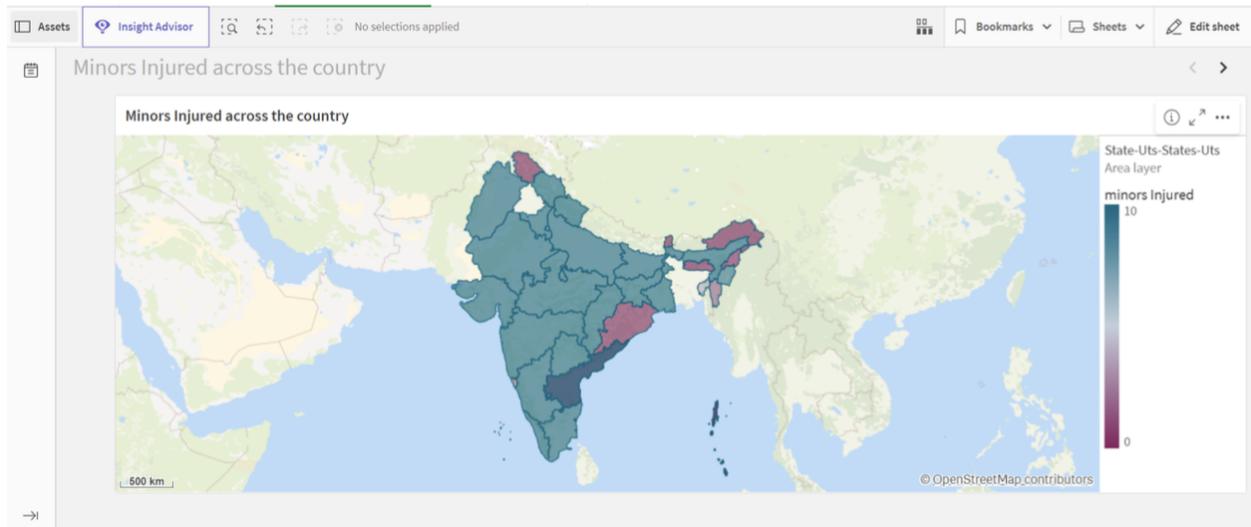 Assets
Insight Advisor
No selections applied
Bookmarks
Sheets
Edit sheet
Minors Injured across the country
Minors Injured across the country
State-Uts-States-Uts
Area layer
minors Injured
10
0
500 km
© OpenStreetMap contributors